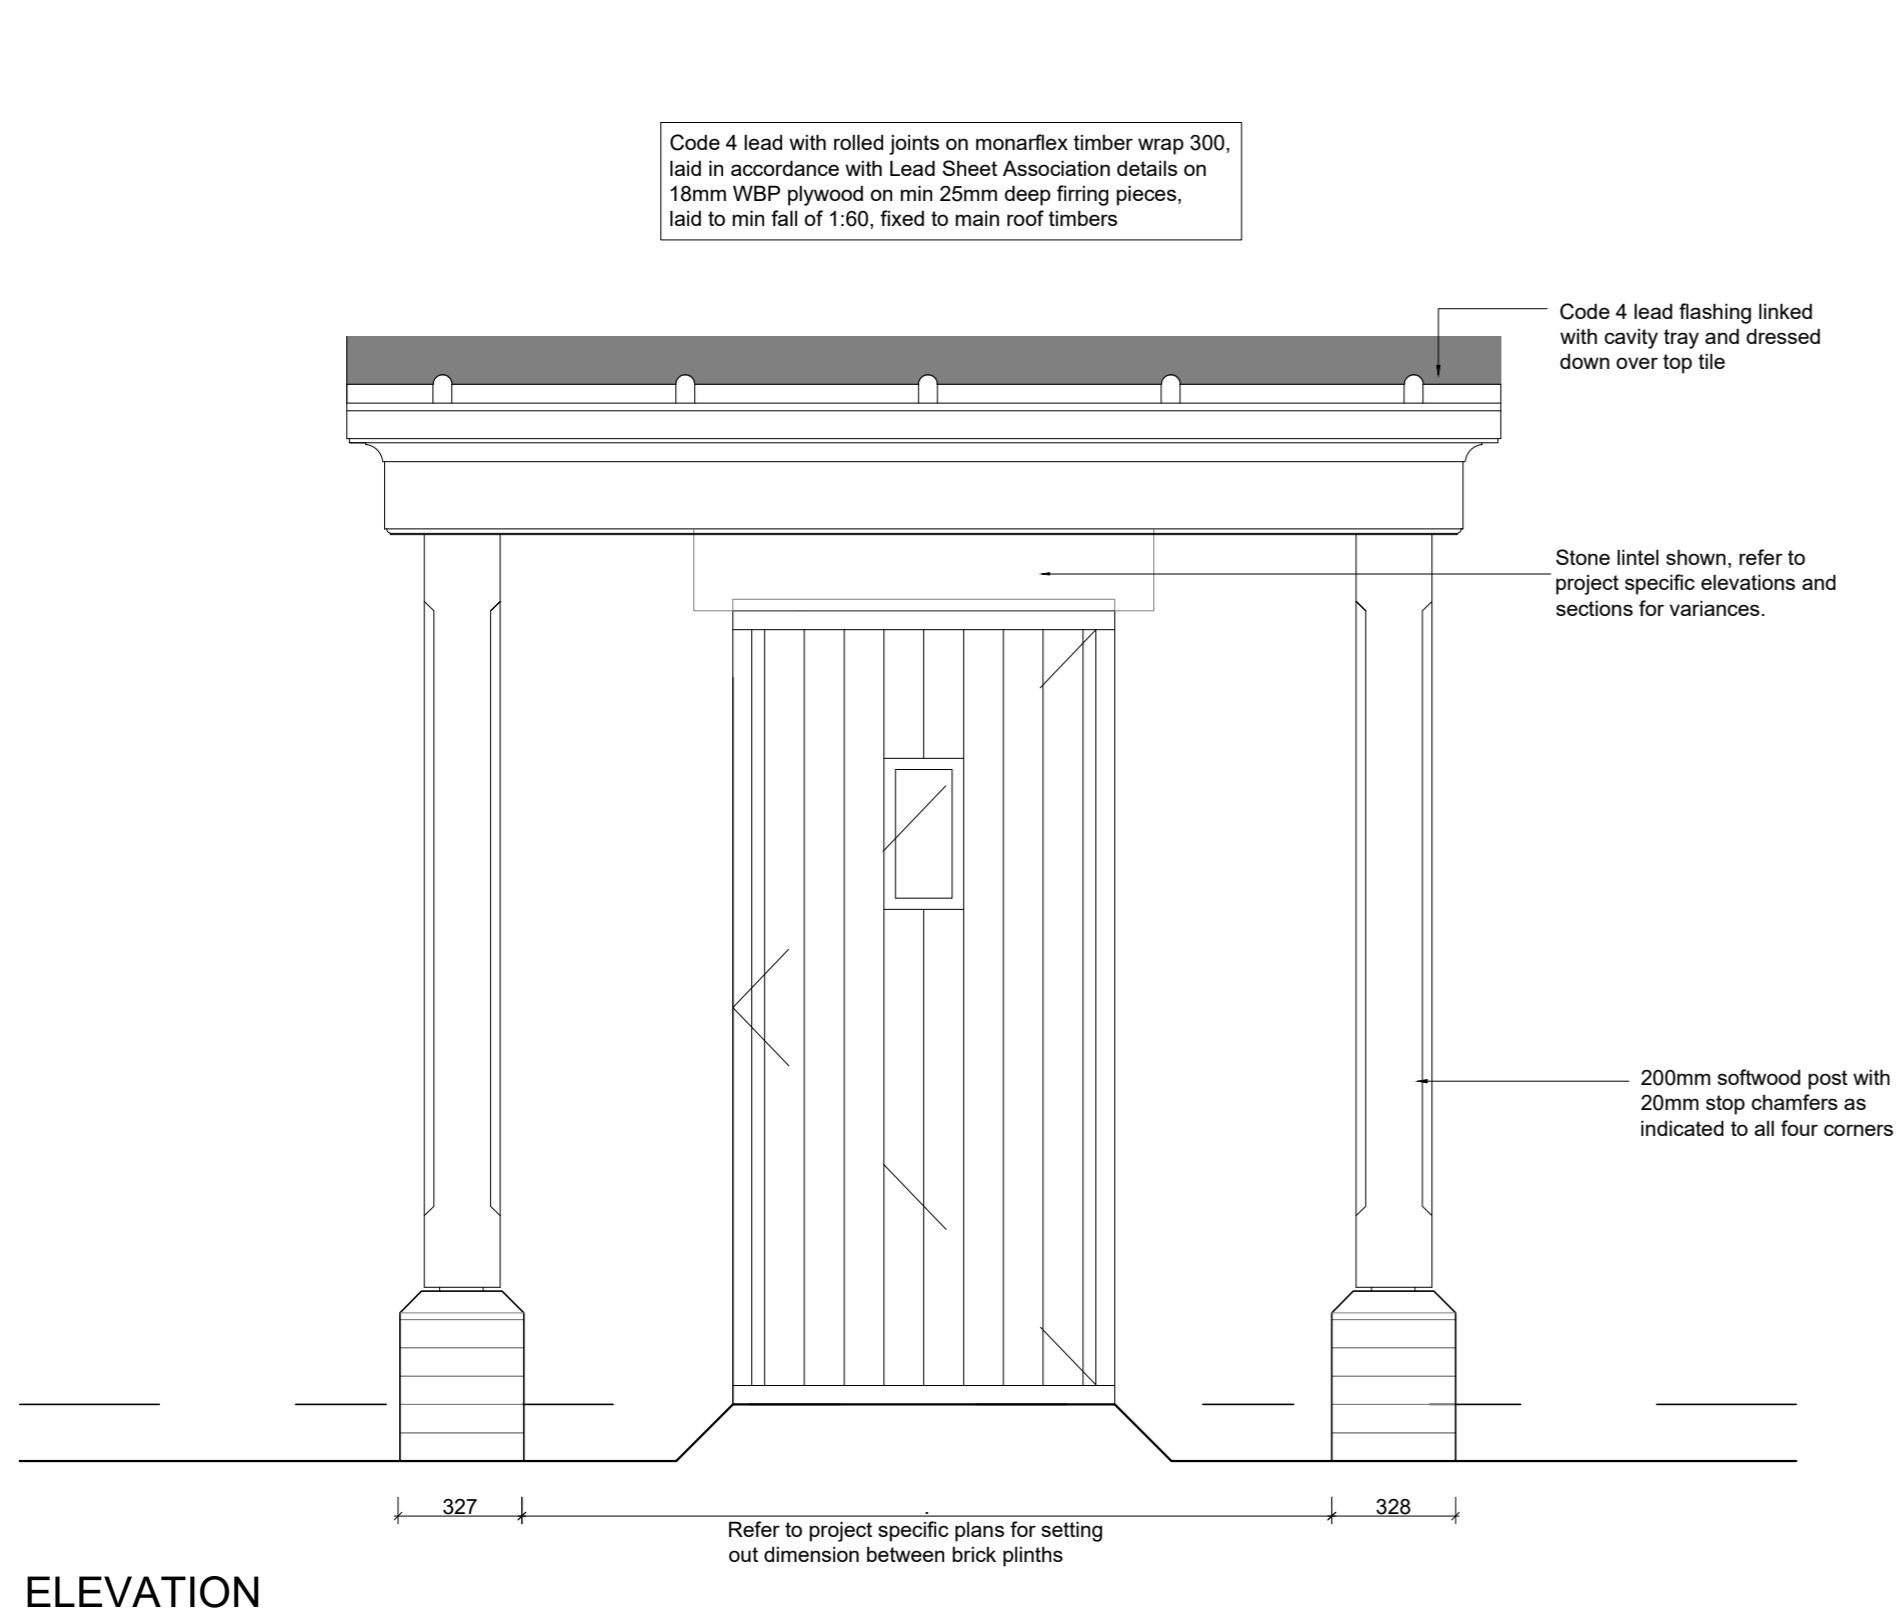 Code 4 lead with rolled joints on monarflex timber wrap 300,
laid in accordance with Lead Sheet Association details on
18mm WBP plywood on min 25mm deep firring pieces,
laid to min fall of 1:60, fixed to main roof timbers
Code 4 lead flashing linked
with cavity tray and dressed
down over top tile
Stone lintel shown, refer to
project specific elevations and
sections for variances.
200mm softwood post with
20mm stop chamfers as
indicated to all four corners
327
328
Refer to project specific plans for setting
out dimension between brick plinths
ELEVATION